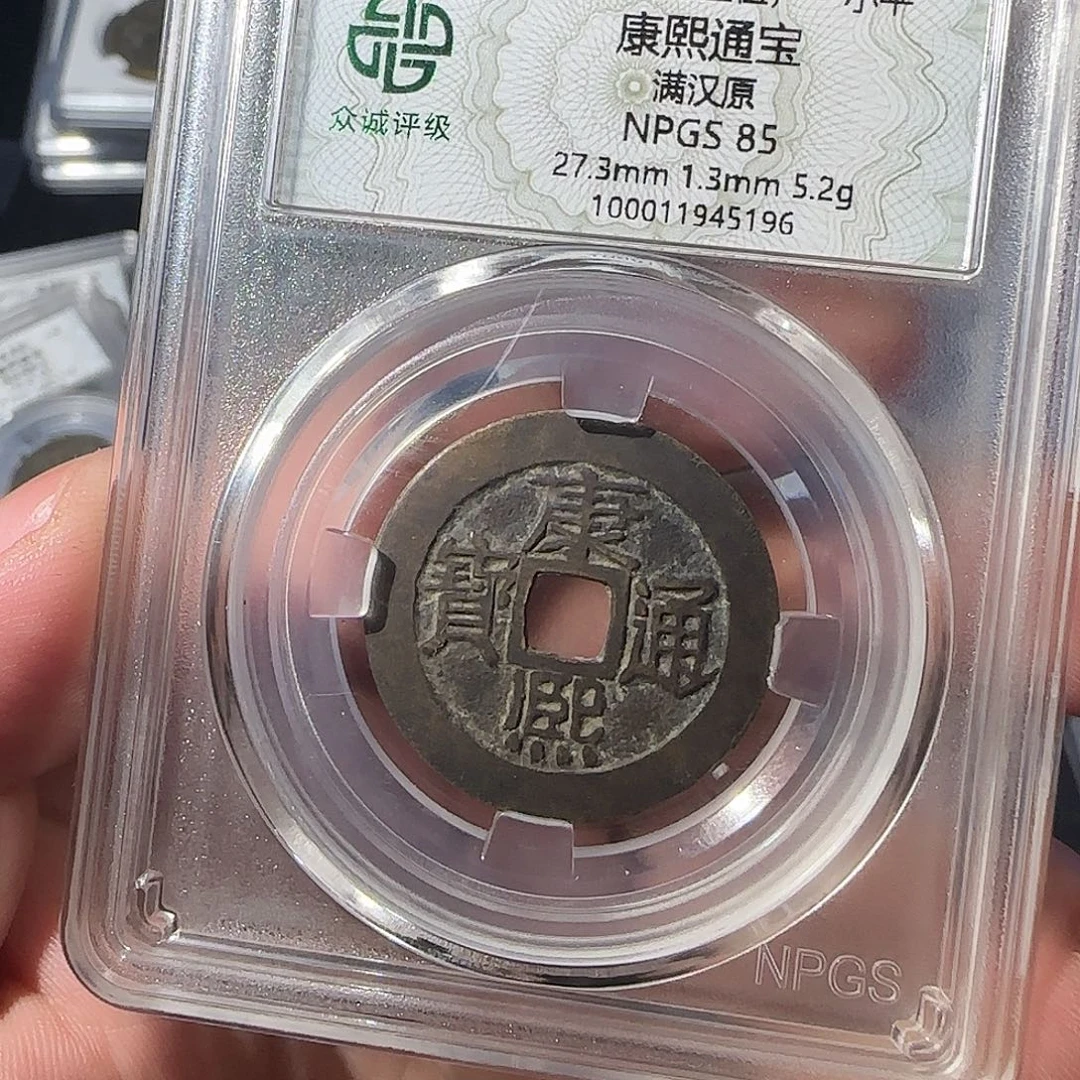 众诚评级
康熙通宝
满汉原
NPGS 85
27.3mm 1.3mm 5.2g
100011945196
康熙通寶
NPGS